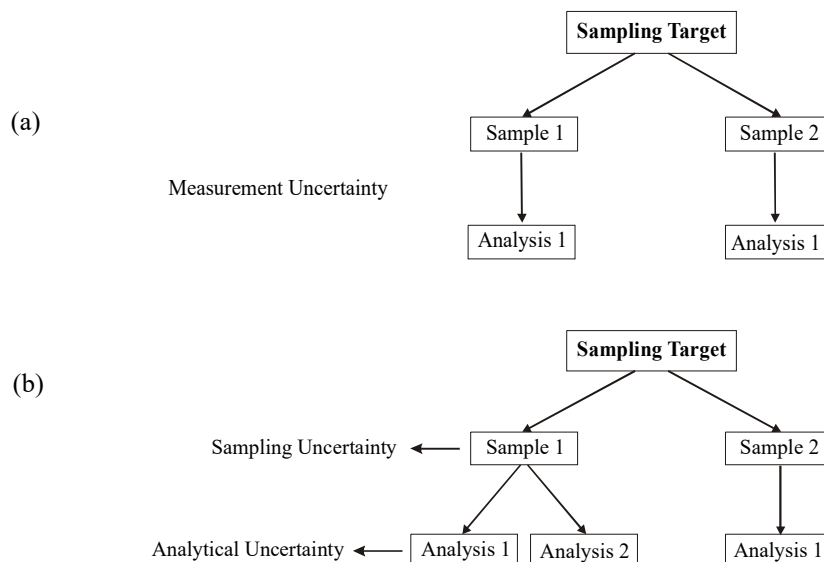 Sampling Target
(a)
Sample 1
Sample 2
Measurement Uncertainty
Analysis 1
Analysis 1
Sampling Target
(b)
Sampling Uncertainty
Sample 1
Sample 2
Analytical Uncertainty
Analysis 1
Analysis 2
Analysis 1